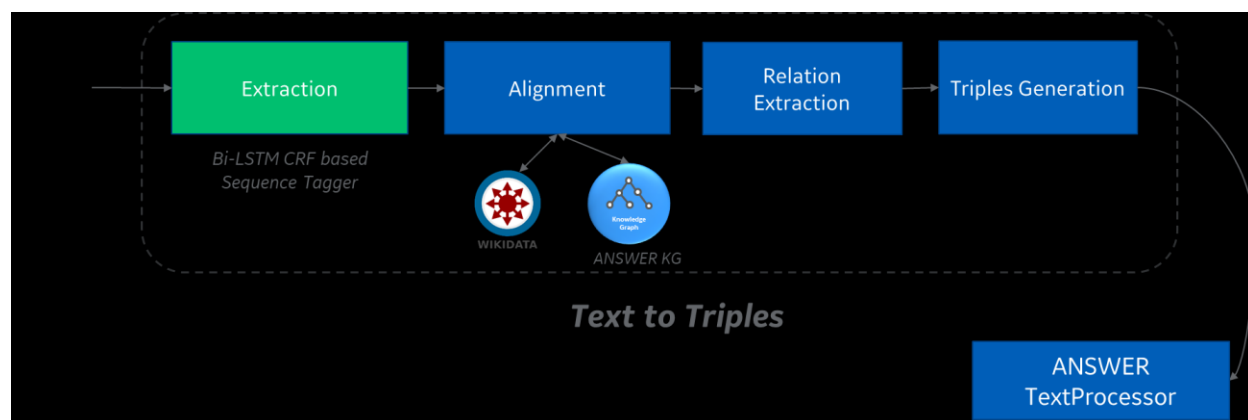 Extraction
Alignment
Relation
Extraction
Triples Generation
Bi-LSTM CRF based
Sequence Tagger
WIKIDATA
Knowledge
Graph
ANSWER KG
Text to Triples
ANSWER
TextProcessor